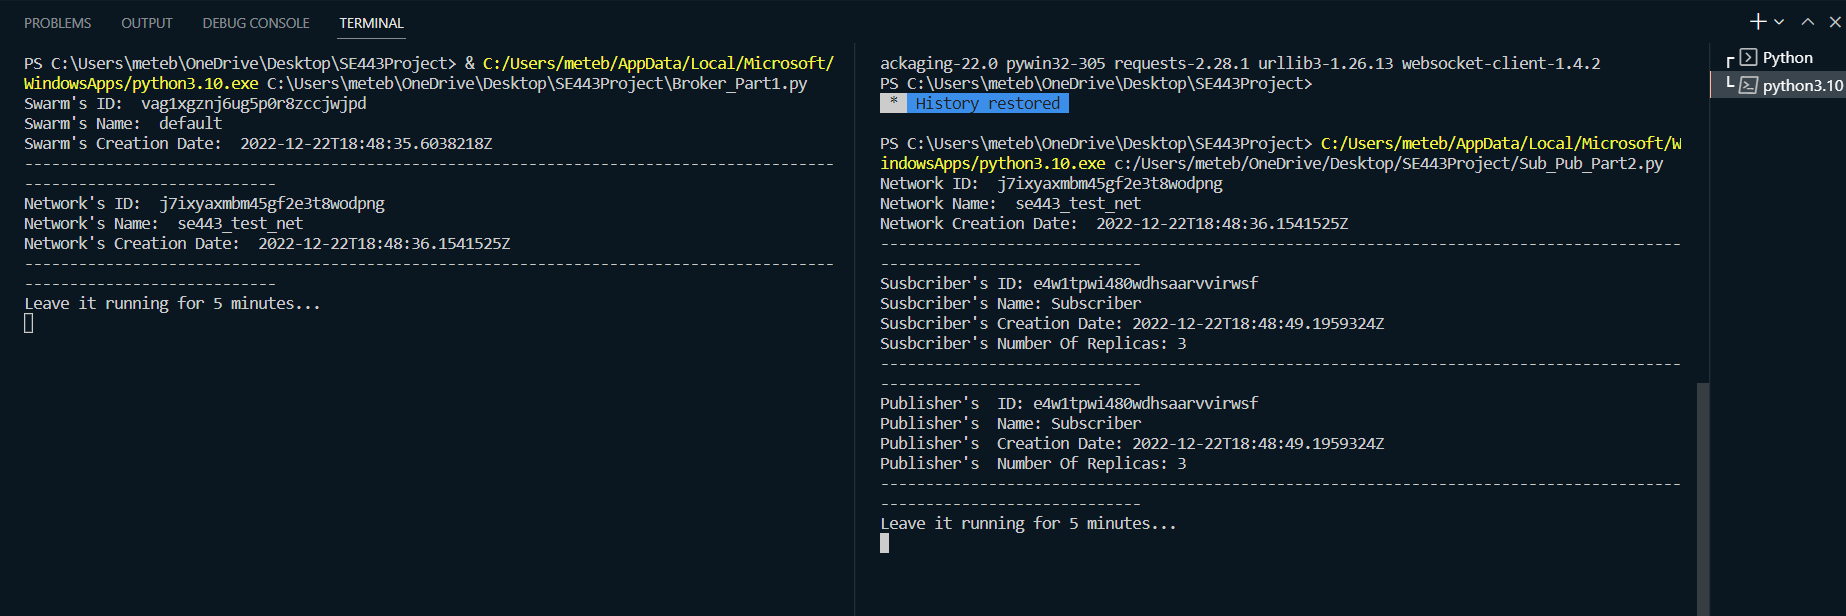 PROBLEMS OUTPUT DEBUG CONSOLE TERMINAL
PS C:\Users\meteb\OneDrive\Desktop\SE443Project> & C:/Users/meteb/AppData/Local/Microsoft/
WindowsApps/python3.10.exe C:\Users\meteb\OneDrive\Desktop\SE443Project\Broker_Part1.py
Swarm's ID:  vag1xgznj6ug5p0r8zccjwjpd
Swarm's Name:  default
Swarm's Creation Date:  2022-12-22T18:48:35.6038218Z
------------------------------------------------------------------------------------------
----------------------------
Network's ID:  j7ixyaxmbm45gf2e3t8wodpng
Network's Name:  se443_test_net
Network's Creation Date:  2022-12-22T18:48:36.1541525Z
------------------------------------------------------------------------------------------
----------------------------
Leave it running for 5 minutes...
ackaging-22.0 pywin32-305 requests-2.28.1 urllib3-1.26.13 websocket-client-1.4.2
PS C:\Users\meteb\OneDrive\Desktop\SE443Project>
* History restored
PS C:\Users\meteb\OneDrive\Desktop\SE443Project> C:/Users/meteb/AppData/Local/Microsoft/W
indowsApps/python3.10.exe c:/Users/meteb/OneDrive/Desktop/SE443Project/Sub_Pub_Part2.py
Network ID:  j7ixyaxmbm45gf2e3t8wodpng
Network Name:  se443_test_net
Network Creation Date:  2022-12-22T18:48:36.1541525Z
-----------------------------------------------------------------------------------------
-----------------------------
Susbcriber's ID: e4w1tpwi480wdhsaarvvirwsf
Susbcriber's Name: Subscriber
Susbcriber's Creation Date: 2022-12-22T18:48:49.1959324Z
Susbcriber's Number Of Replicas: 3
-----------------------------------------------------------------------------------------
-----------------------------
Publisher's  ID: e4w1tpwi480wdhsaarvvirwsf
Publisher's  Name: Subscriber
Publisher's  Creation Date: 2022-12-22T18:48:49.1959324Z
Publisher's  Number Of Replicas: 3
-----------------------------------------------------------------------------------------
-----------------------------
Leave it running for 5 minutes...
Python
python3.10